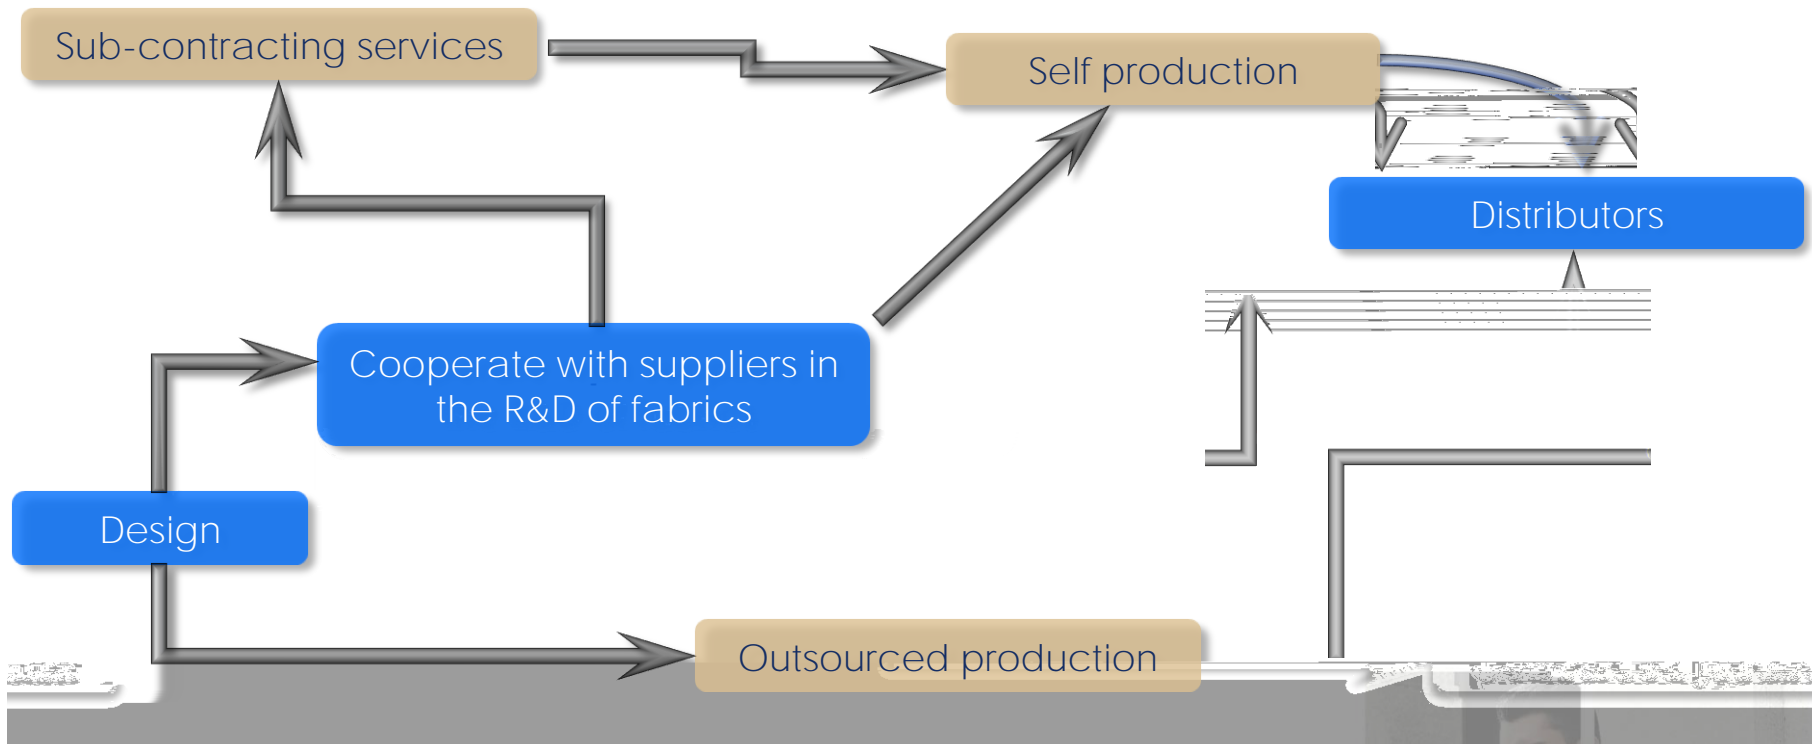 Sub-contracting services
Self production
Distributors
Cooperate with suppliers in
the R&D of fabrics
Design
Outsourced production